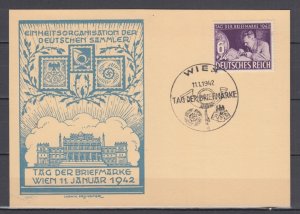 EINHEITSORGANISATION DER
DEUTSCHEN SAMMLER
TAG DER BRIEFMARKE
WIEN 11. JANUAR 1942
TAG DER BRIEFMARKE 1942
6
+24
DEUTSCHES REICH
WIEN
11.1.1942
TAG DER BRIEFMARKE